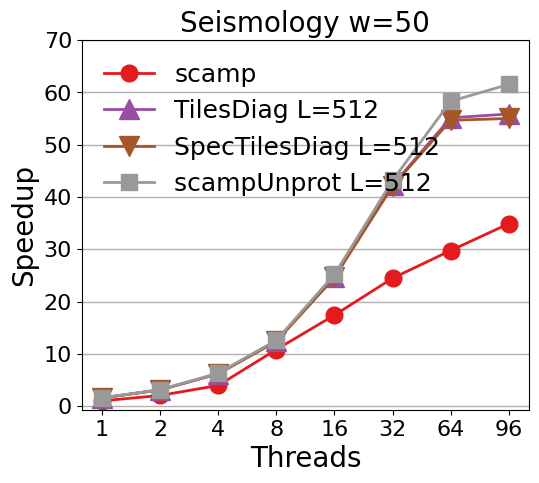 Seismology w=50
70
60
50
40
30
20
10
0
Speedup
scamp
TilesDiag L=512
SpecTilesDiag L=512
scampUnprot L=512
1 2 4 8 16 32 64 96
Threads